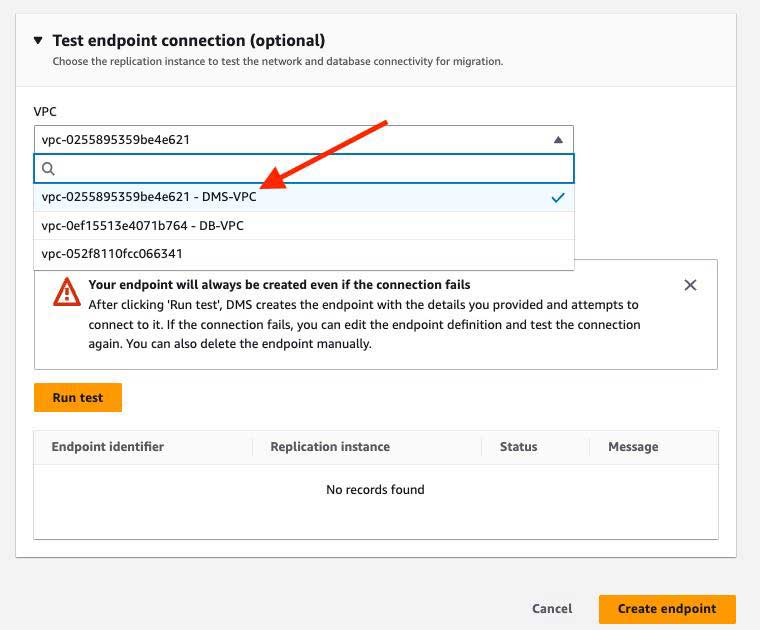 Test endpoint connection (optional)
Choose the replication instance to test the network and database connectivity for migration.
VPC
vpc-0255895359be4e621
vpc-0255895359be4e621 - DMS-VPC
vpc-0ef15513e4071b764 - DB-VPC
vpc-052f8110fcc066341
Your endpoint will always be created even if the connection fails
After clicking 'Run test', DMS creates the endpoint with the details you provided and attempts to
connect to it. If the connection fails, you can edit the endpoint definition and test the connection
again. You can also delete the endpoint manually.
Run test
Endpoint identifier Replication instance Status Message
No records found
Cancel Create endpoint